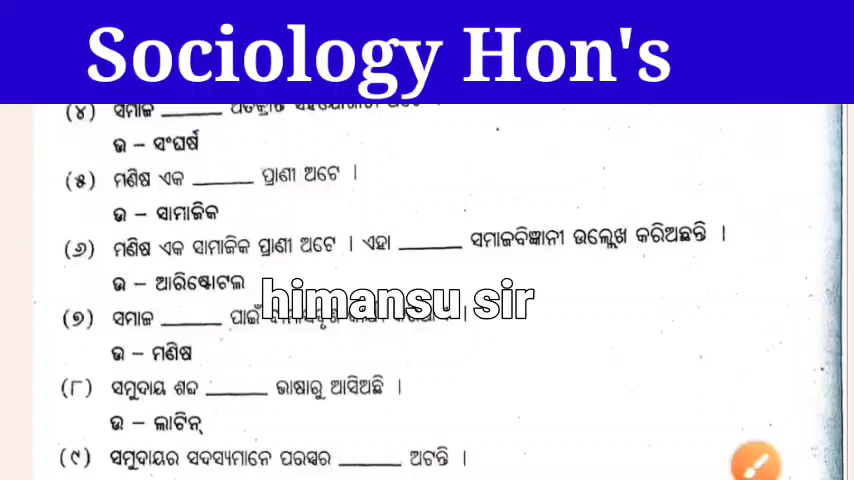 Sociology Hon's
(୪) ସମାଜ ______
ଉ – ସଂଘର୍ଷ
(୫) ମଣିଷ ଏକ ______ ପ୍ରାଣୀ ଅଟେ ।
ଉ – ସାମାଜିକ
(୬) ମଣିଷ ଏକ ସାମାଜିକ ପ୍ରାଣୀ ଅଟେ । ଏହା ______ ସମାଜବିଜ୍ଞାନୀ ଉଲ୍ଲେଖ କରିଅଛନ୍ତି ।
ଉ – ଆରିଷ୍ଟୋଟଲ
himansu sir
(୭) ସମାଜ ______ ପାଇଁ
ଉ – ମଣିଷ
(୮) ସମୁଦାୟ ଶବ୍ଦ ______ ଭାଷାରୁ ଆସିଅଛି ।
ଉ – ଲାଟିନ୍
(୯) ସମୁଦାୟର ସଦସ୍ୟମାନେ ପରସ୍ପର ______ ଅଟନ୍ତି ।